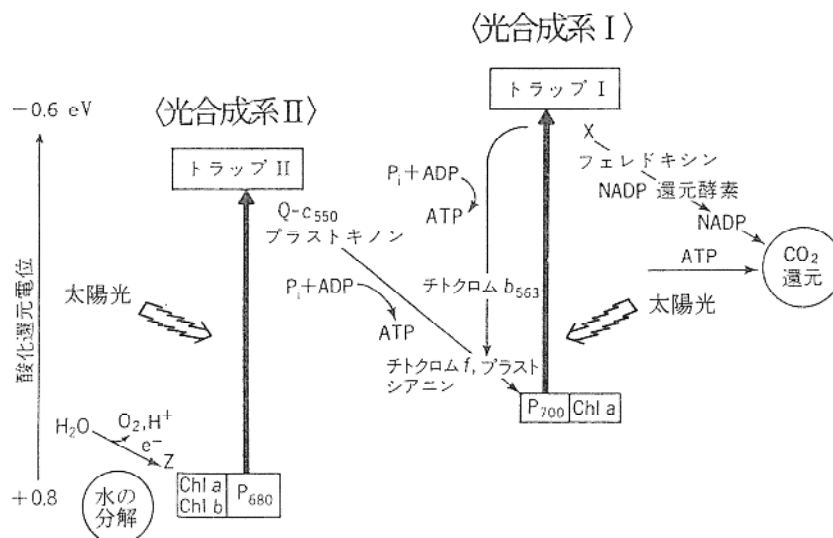 〈光合成系Ⅰ〉
トラップ Ⅰ
−0.6 eV
〈光合成系Ⅱ〉
トラップ Ⅱ
X
フェレドキシン
NADP 還元酵素
NADP
Pi+ADP
ATP
Q-c550
プラストキノン
ATP
CO2
還元
太陽光
Pi+ADP
ATP
チトクロム b563
太陽光
酸化還元電位
チトクロム f, プラスト
シアニン
P700
Chl a
H2O
O2, H+
e−
Z
+0.8
水の
分解
Chl a
Chl b
P680